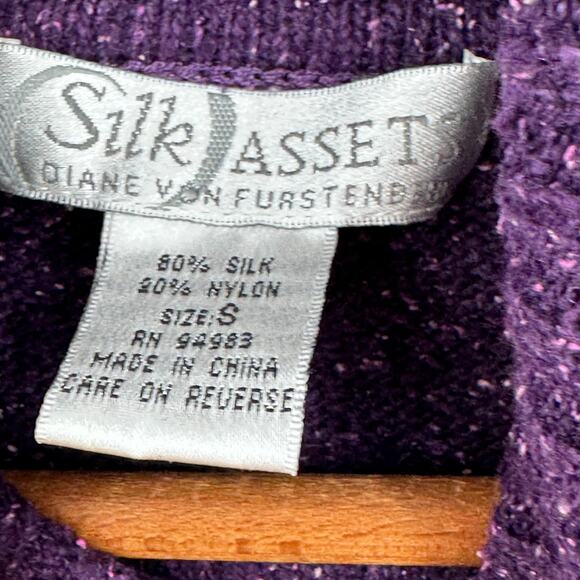 Silk ASSETS
DIANE VON FURSTENBERG
80% SILK
20% NYLON
SIZE:S
RN 94983
MADE IN CHINA
CARE ON REVERSE